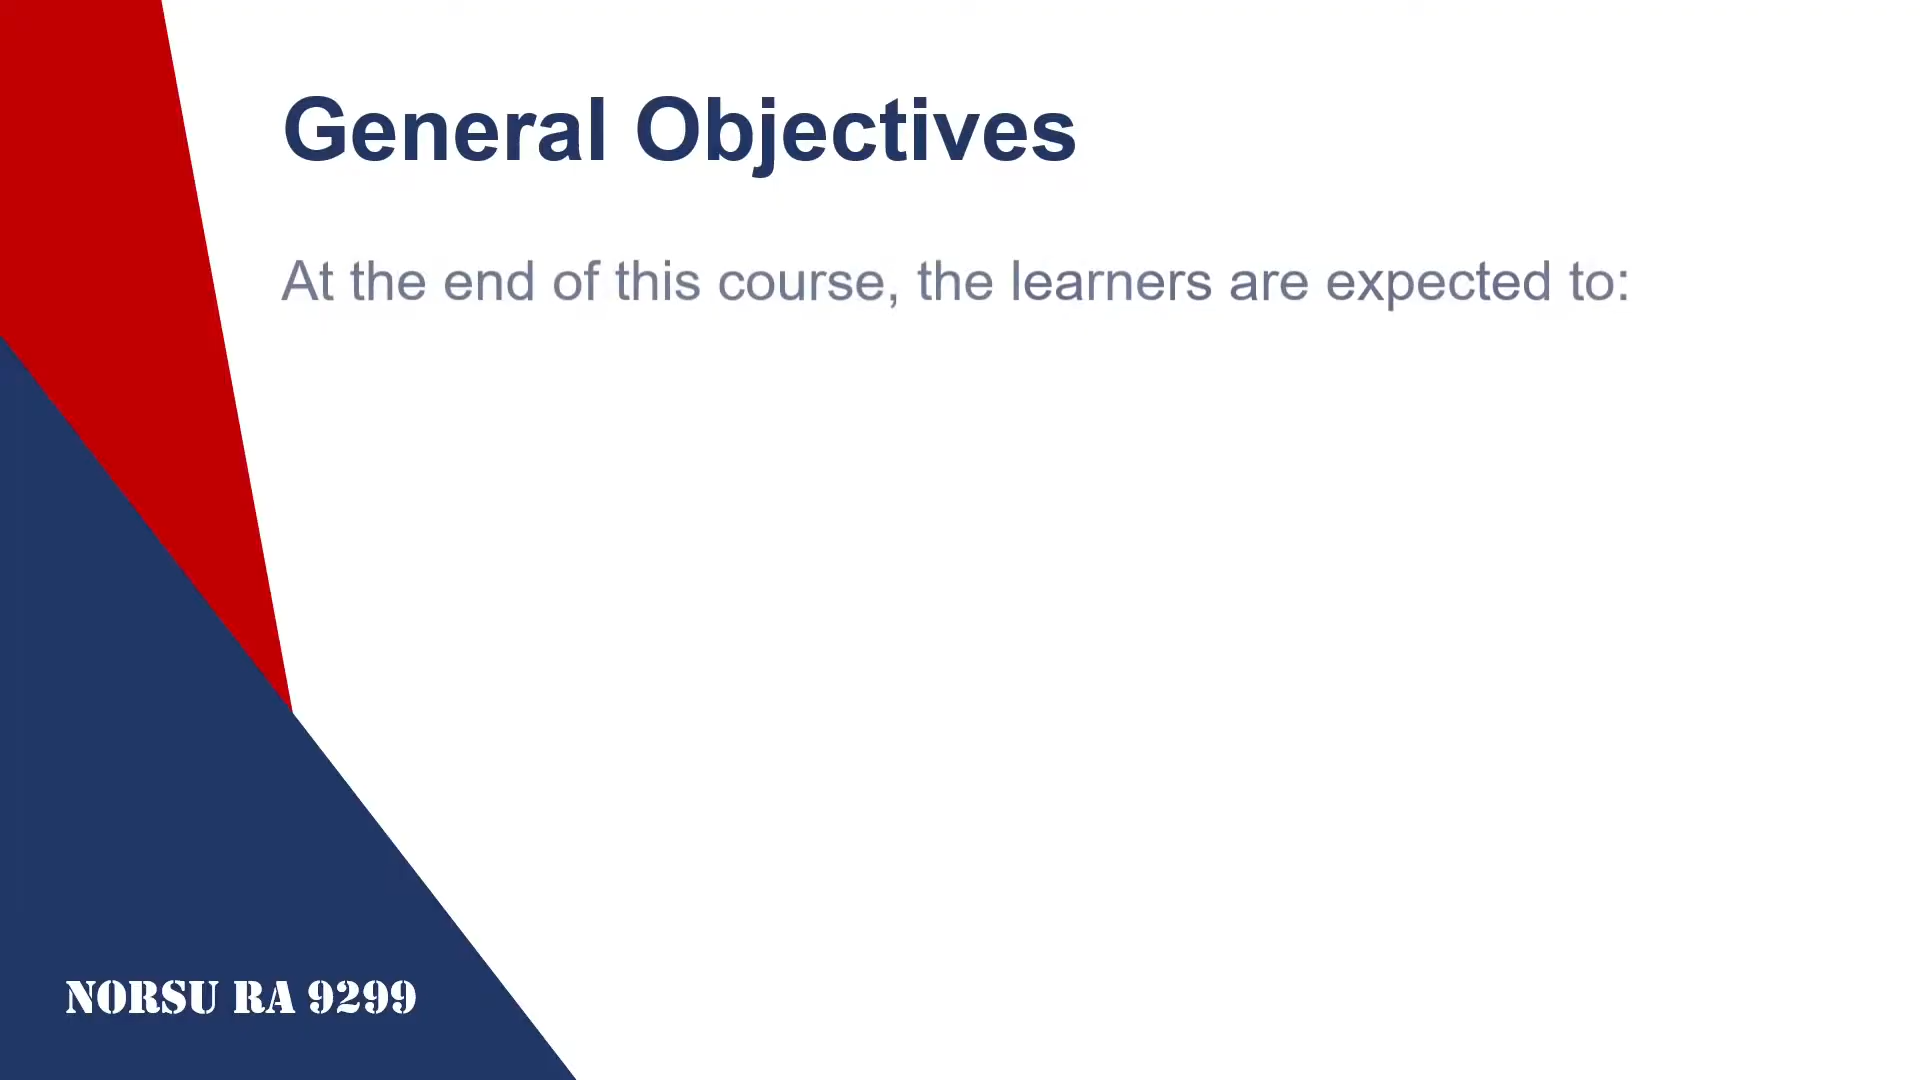 General Objectives
At the end of this course, the learners are expected to:
NORSU RA 9299